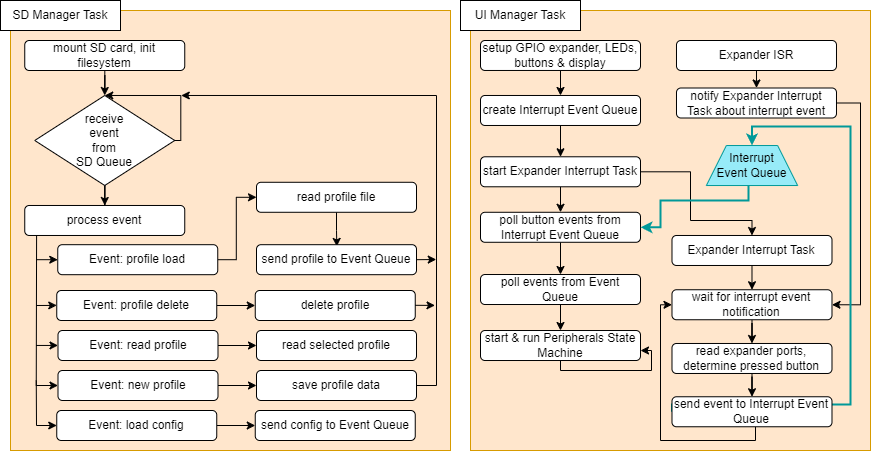 SD Manager Task
mount SD card, init
filesystem
receive
event
from
SD Queue
process event
read profile file
Event: profile load
send profile to Event Queue
Event: profile delete
delete profile
Event: read profile
read selected profile
Event: new profile
save profile data
Event: load config
send config to Event Queue
UI Manager Task
setup GPIO expander, LEDs,
buttons & display
create Interrupt Event Queue
start Expander Interrupt Task
poll button events from
Interrupt Event Queue
poll events from Event
Queue
start & run Peripherals State
Machine
Expander ISR
notify Expander Interrupt
Task about interrupt event
Interrupt
Event Queue
Expander Interrupt Task
wait for interrupt event
notification
read expander ports,
determine pressed button
send event to Interrupt Event
Queue